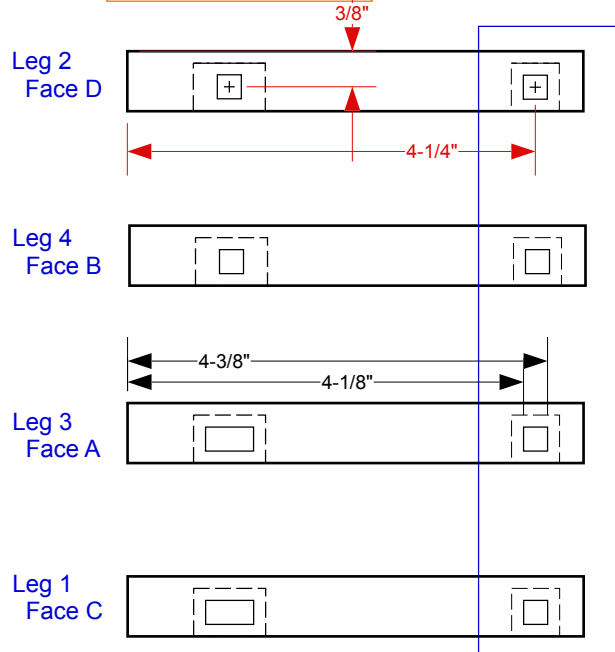 3/8"
Leg 2
Face D
4-1/4"
Leg 4
Face B
4-3/8"
4-1/8"
Leg 3
Face A
Leg 1
Face C